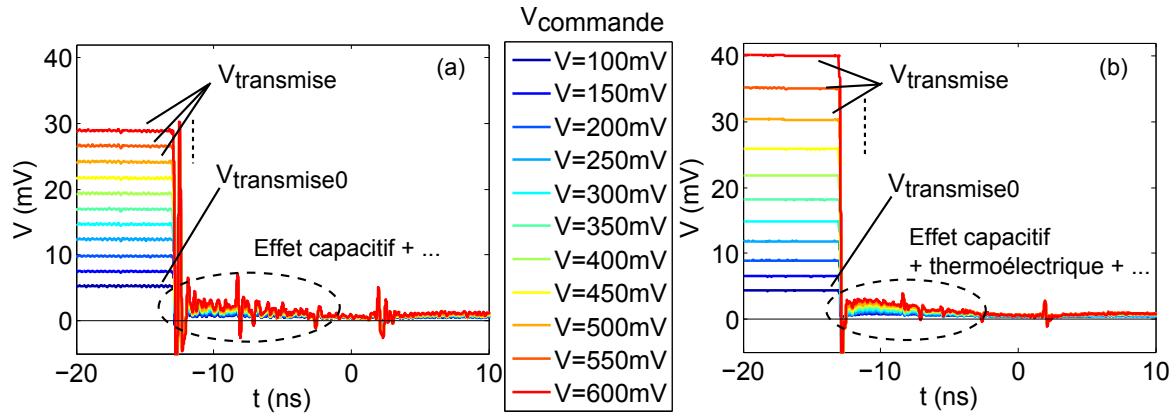 V (mV)
40
30
20
10
0
(a)
Vtransmise
Vtransmise0
Effet capacitif + ...
−20
−10
0
10
t (ns)
Vcommande
V=100mV
V=150mV
V=200mV
V=250mV
V=300mV
V=350mV
V=400mV
V=450mV
V=500mV
V=550mV
V=600mV
V (mV)
40
30
20
10
0
(b)
Vtransmise
Vtransmise0
Effet capacitif
+ thermoélectrique + ...
−20
−10
0
10
t (ns)